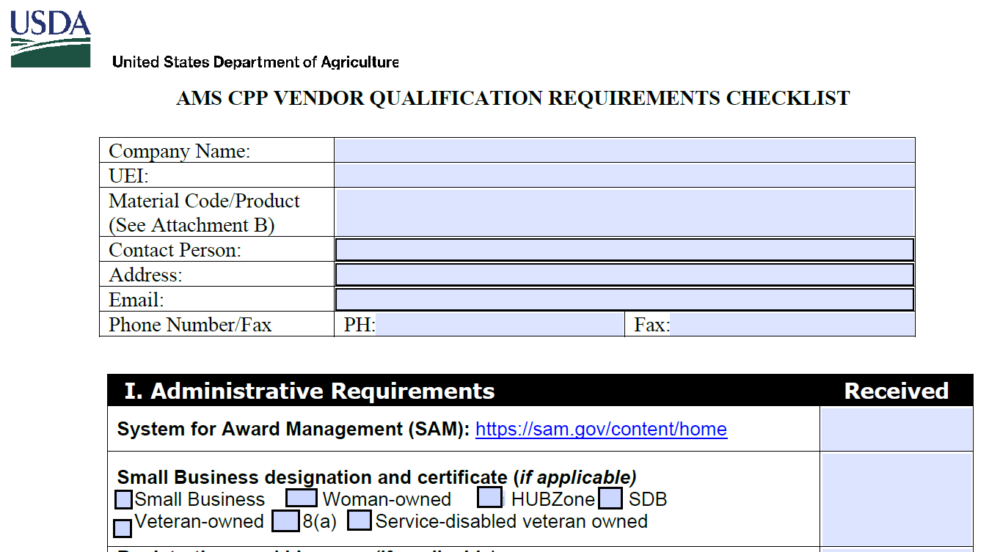 USDA
United States Department of Agriculture
AMS CPP VENDOR QUALIFICATION REQUIREMENTS CHECKLIST
Company Name:
UEI:
Material Code/Product
(See Attachment B)
Contact Person:
Address:
Email:
Phone Number/Fax PH: Fax:
I. Administrative Requirements Received
System for Award Management (SAM): https://sam.gov/content/home
Small Business designation and certificate (if applicable)
Small Business Woman-owned HUBZone SDB
Veteran-owned 8(a) Service-disabled veteran owned